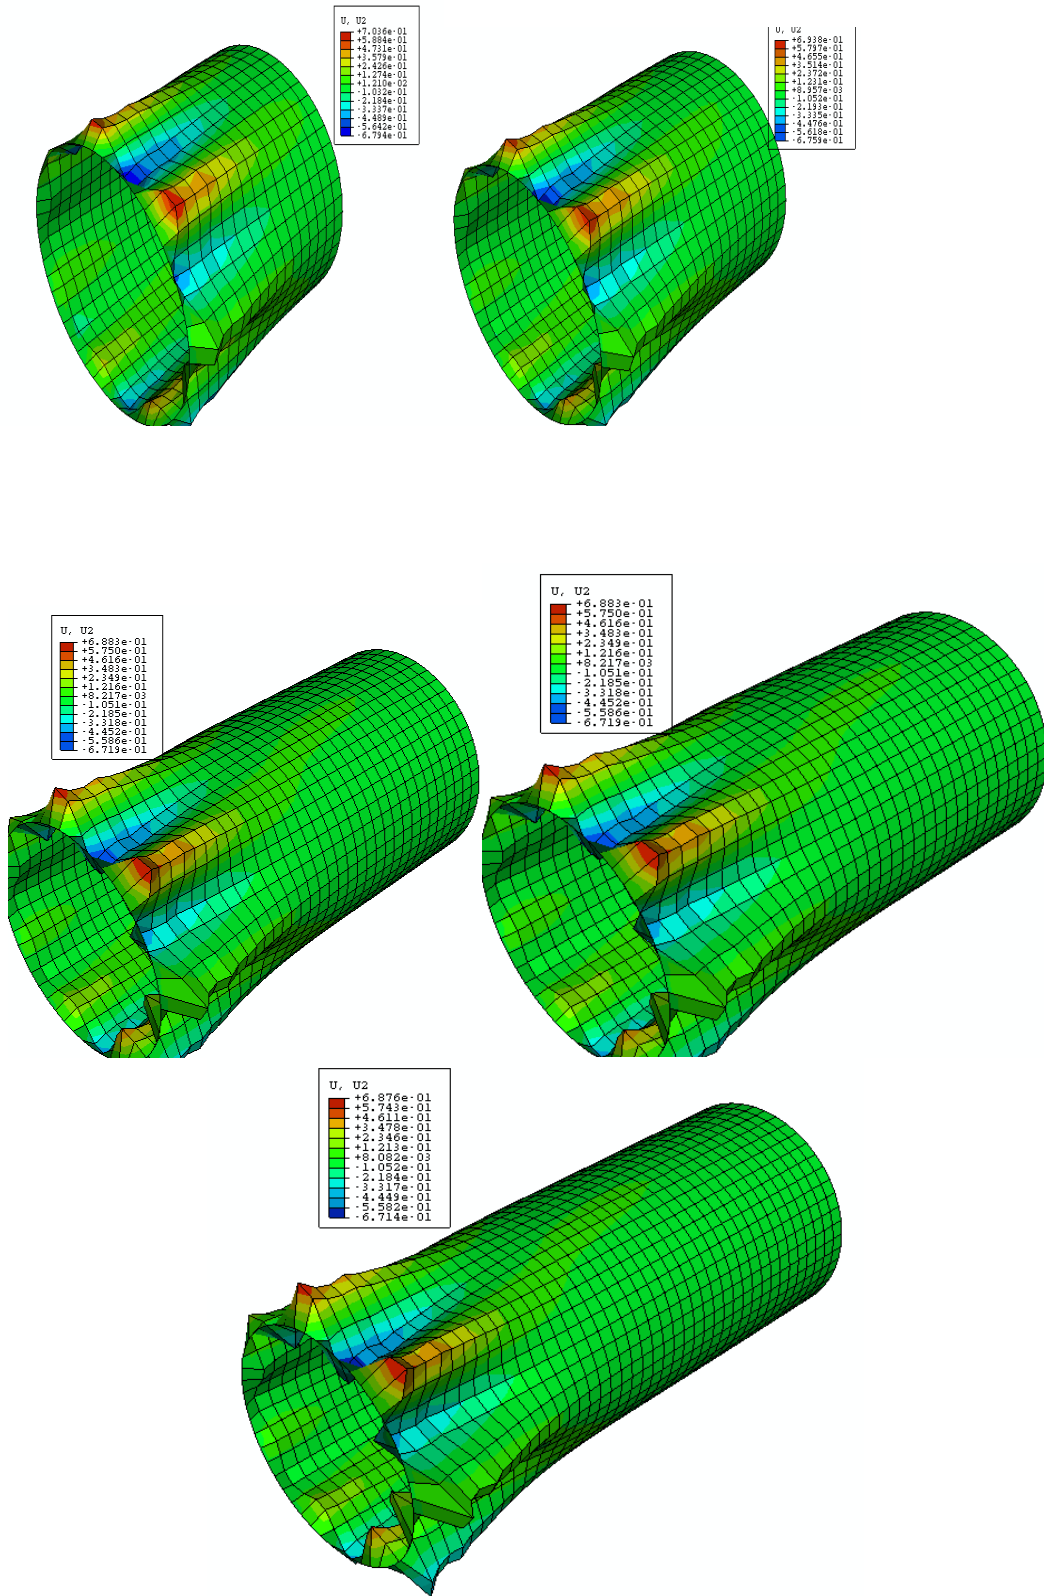 U, U2
+7.036e-01
+5.884e-01
+4.731e-01
+3.579e-01
+2.426e-01
+1.274e-01
+1.210e-02
-1.032e-01
-2.184e-01
-3.337e-01
-4.489e-01
-5.642e-01
-6.794e-01
U, U2
+6.938e-01
+5.797e-01
+4.655e-01
+3.514e-01
+2.372e-01
+1.231e-01
+8.957e-03
-1.052e-01
-2.193e-01
-3.335e-01
-4.476e-01
-5.618e-01
-6.759e-01
U, U2
+6.883e-01
+5.750e-01
+4.616e-01
+3.483e-01
+2.349e-01
+1.216e-01
+8.217e-03
-1.051e-01
-2.185e-01
-3.318e-01
-4.452e-01
-5.586e-01
-6.719e-01
U, U2
+6.883e-01
+5.750e-01
+4.616e-01
+3.483e-01
+2.349e-01
+1.216e-01
+8.217e-03
-1.051e-01
-2.185e-01
-3.318e-01
-4.452e-01
-5.586e-01
-6.719e-01
U, U2
+6.876e-01
+5.743e-01
+4.611e-01
+3.478e-01
+2.346e-01
+1.213e-01
+8.082e-03
-1.052e-01
-2.184e-01
-3.317e-01
-4.449e-01
-5.582e-01
-6.714e-01